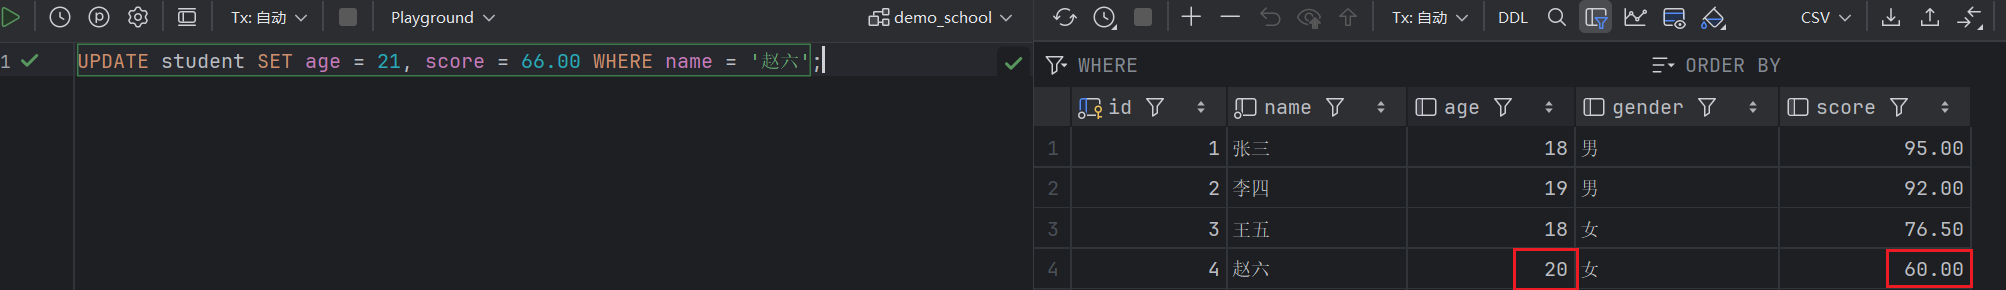 Tx: 自动 Playground demo_school
1 UPDATE student SET age = 21, score = 66.00 WHERE name = '赵六';
Tx: 自动 DDL CSV
WHERE ORDER BY
id name age gender score
1 1 张三 18 男 95.00
2 2 李四 19 男 92.00
3 3 王五 18 女 76.50
4 4 赵六 20 女 60.00